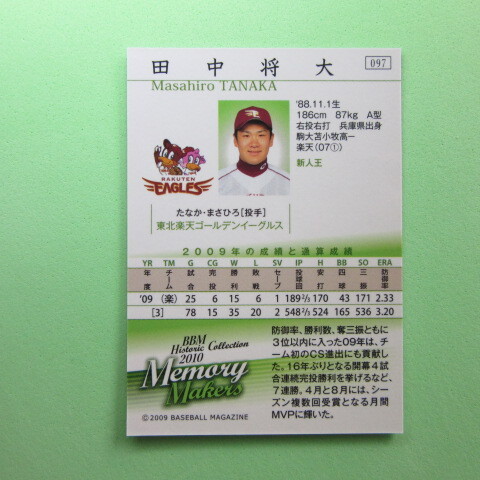 田中将大
097
Masahiro TANAKA
'88.11.1生
186cm 87kg A型
右投右打 兵庫県出身
駒大苫小牧高一
楽天(07①)
新人王
RAKUTEN
EAGLES
たなか・まさひろ[投手]
東北楽天ゴールデンイーグルス
2009年の成績と通算成績
YR TM G CG W L SV IP H BB SO ERA
年度 チーム 試合 完投 勝利 敗戦 セーブ 投球回 安打 四球 三振 防御率
'09 (楽) 25 6 15 6 1 189 2/3 170 43 171 2.33
[3] 78 15 35 20 2 548 2/3 524 165 536 3.20
BBM
Historic Collection
2010
Memory
Makers
©2009 BASEBALL MAGAZINE
防御率、勝利数、奪三振ともに
3位以内に入った09年は、チー
ム初のCS進出にも貢献し
た。16年ぶりとなる開幕4試
合連続完投勝利を挙げるなど、
7連勝。4月と8月には、シー
ズン複数回受賞となる月間
MVPに輝いた。